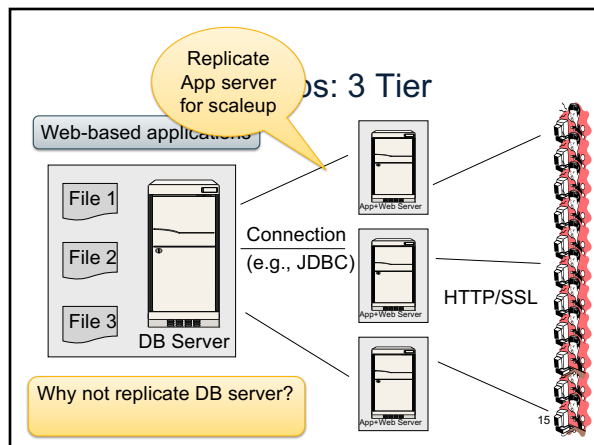 Replicate
App server
for scaleup
os: 3 Tier
Web-based applications
File 1
File 2
File 3
DB Server
Connection
(e.g., JDBC)
App+Web Server
App+Web Server
App+Web Server
HTTP/SSL
Why not replicate DB server?
15